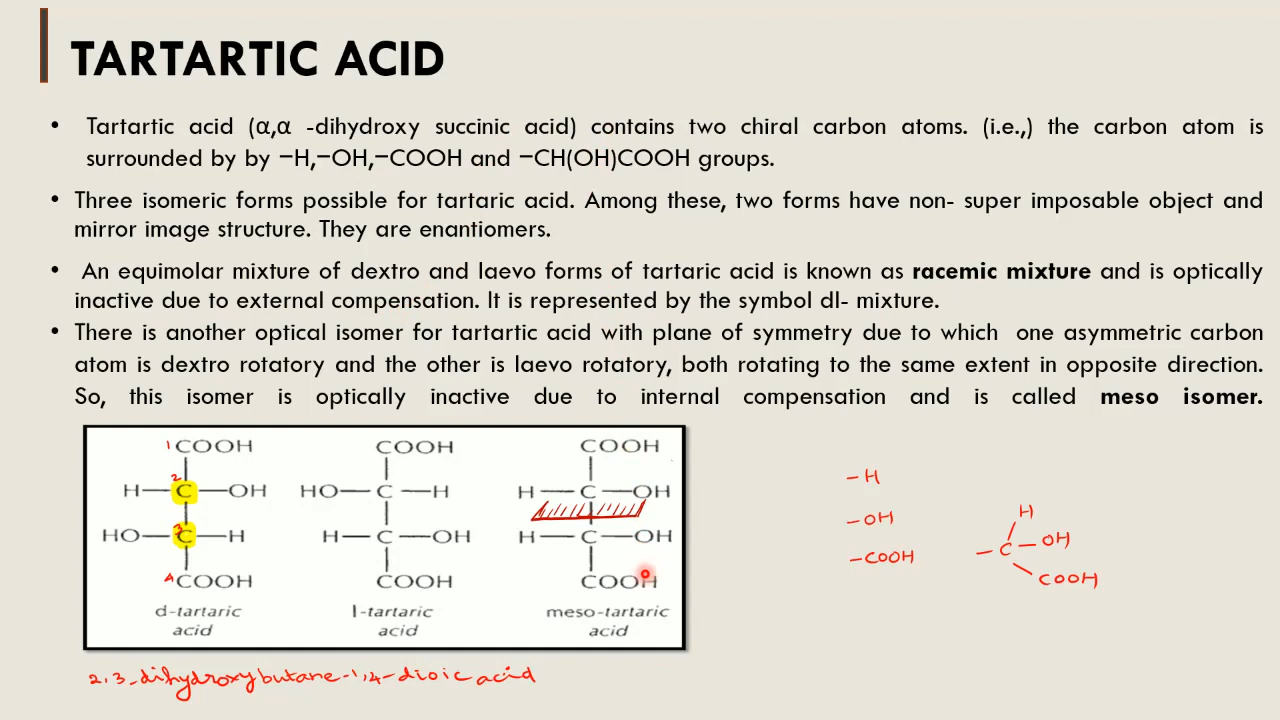 TARTARTIC ACID
• Tartartic acid (α,α -dihydroxy succinic acid) contains two chiral carbon atoms. (i.e.,) the carbon atom is
surrounded by by –H,–OH,–COOH and –CH(OH)COOH groups.
• Three isomeric forms possible for tartaric acid. Among these, two forms have non- super imposable object and
mirror image structure. They are enantiomers.
• An equimolar mixture of dextro and laevo forms of tartaric acid is known as racemic mixture and is optically
inactive due to external compensation. It is represented by the symbol dl- mixture.
• There is another optical isomer for tartartic acid with plane of symmetry due to which one asymmetric carbon
atom is dextro rotatory and the other is laevo rotatory, both rotating to the same extent in opposite direction.
So, this isomer is optically inactive due to internal compensation and is called meso isomer.
1 COOH COOH COOH
2
H—C—OH HO—C—H H—C—OH
3
HO—C—H H—C—OH H—C—OH
4 COOH COOH COOH
d-tartaric l-tartaric meso-tartaric
acid acid acid
2,3-dihydroxybutane-1,4-dioic acid
–H
–OH
–COOH
H
–C–OH
COOH